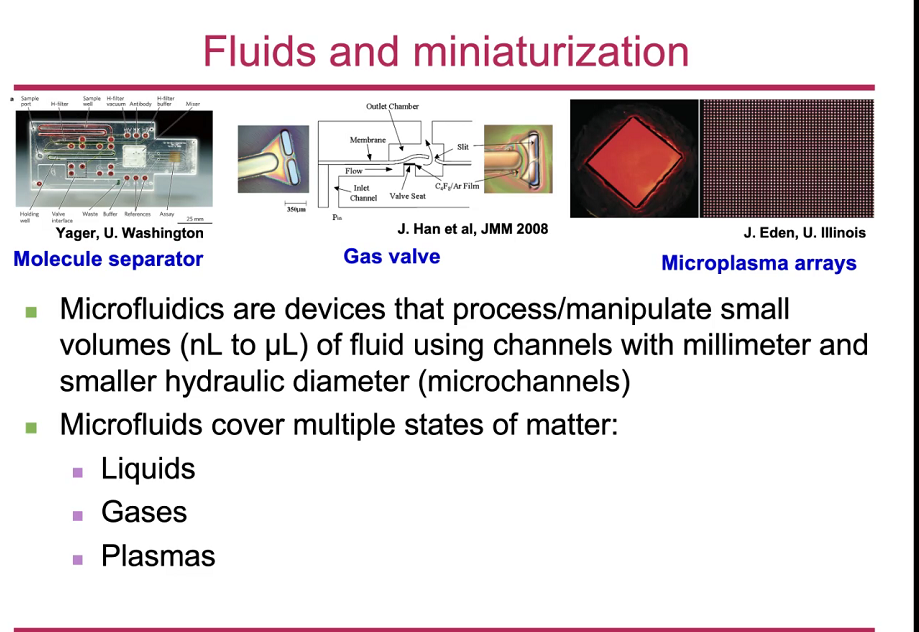 Fluids and miniaturization
a
Sample port
H-filter
Sample well
H-filter vacuum
Antibody
H-filter buffer
Mixer
Holding well
Valve interface
Waste
Buffer
References
Assay
25 mm
Yager, U. Washington
Molecule separator
350μm
Outlet Chamber
Membrane
Slit
Flow
C₄F₈/Ar Film
Inlet
Channel
Valve Seat
Pin
J. Han et al, JMM 2008
Gas valve
J. Eden, U. Illinois
Microplasma arrays
Microfluidics are devices that process/manipulate small
volumes (nL to μL) of fluid using channels with millimeter and
smaller hydraulic diameter (microchannels)
Microfluids cover multiple states of matter:
Liquids
Gases
Plasmas